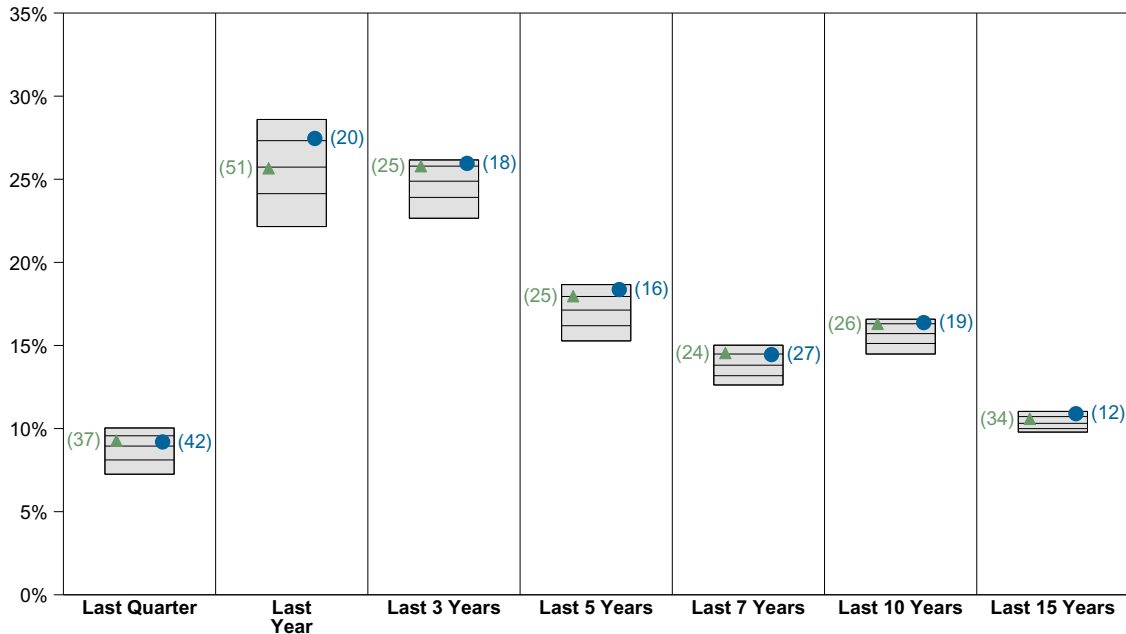 35%
30%
25%
20%
15%
10%
5%
0%
(37)
(42)
(51)
(20)
(25)
(18)
(25)
(16)
(24)
(27)
(26)
(19)
(34)
(12)
Last Quarter
Last
Year
Last 3 Years
Last 5 Years
Last 7 Years
Last 10 Years
Last 15 Years